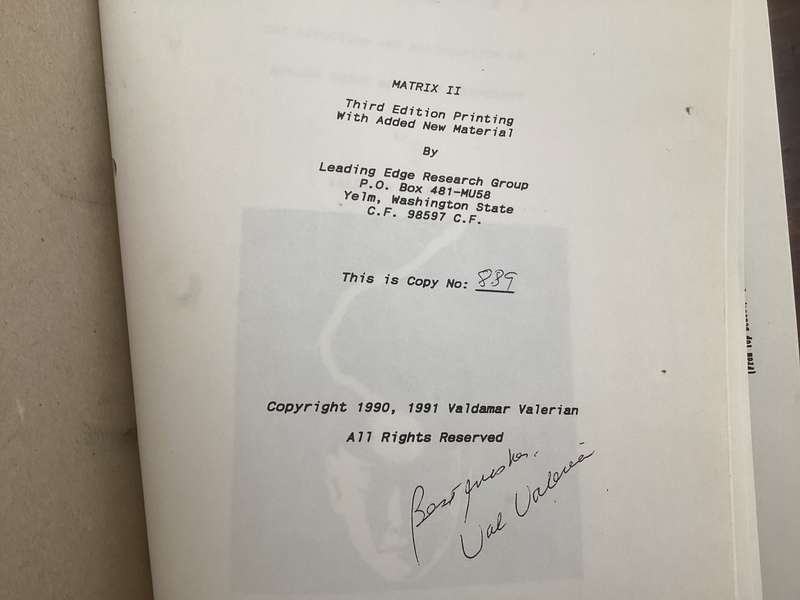 MATRIX II
Third Edition Printing
With Added New Material
By
Leading Edge Research Group
P.O. Box 481-MU58
Yelm, Washington State
C.F. 98597 C.F.
This is Copy No: 889
Copyright 1990, 1991 Valdamar Valerian
All Rights Reserved
Best wishes,
Val Valerian